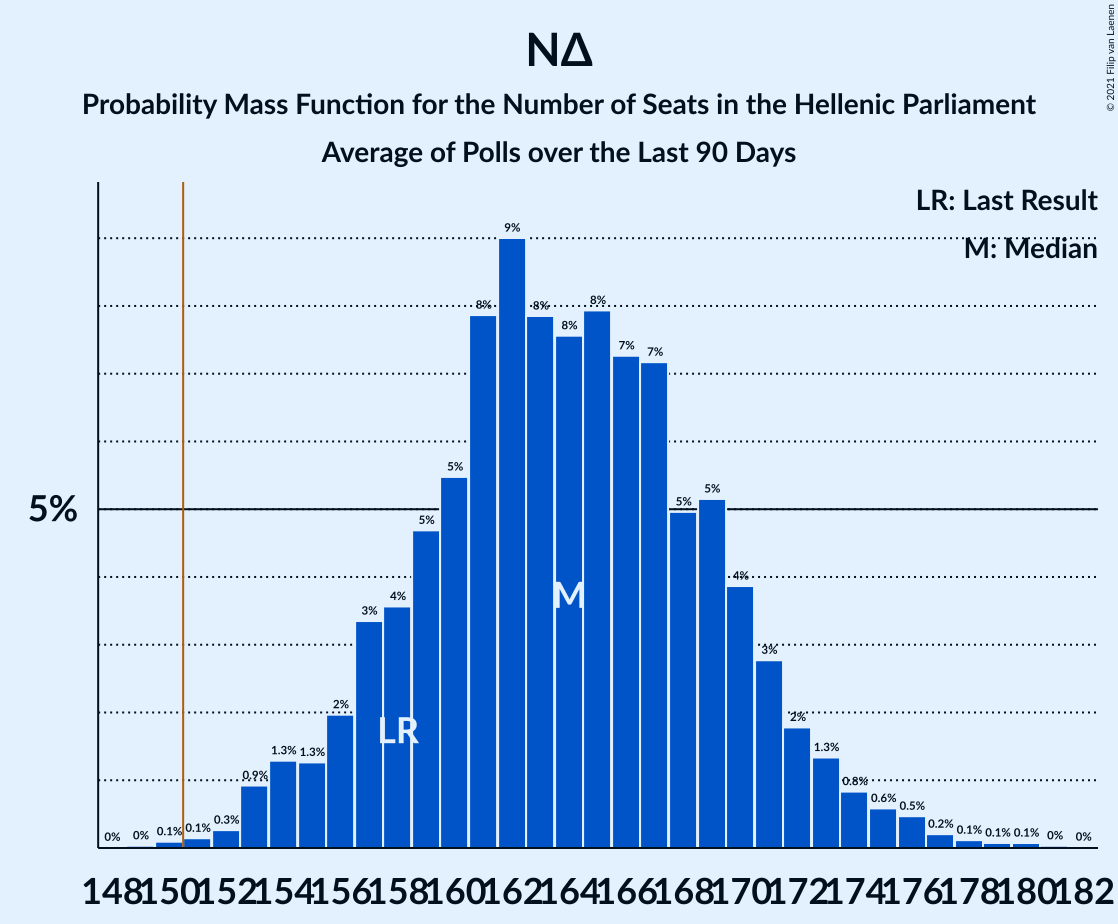 ΝΔ
Probability Mass Function for the Number of Seats in the Hellenic Parliament
Average of Polls over the Last 90 Days
© 2021 Filip van Laenen
LR: Last Result
M: Median
5%
0% 0% 0.1% 0.1% 0.3% 0.9% 1.3% 1.3% 2% 3% 4% 5% 5% 8% 9% 8% 8% 8% 7% 7% 5% 5% 4% 3% 2% 1.3% 0.8% 0.6% 0.5% 0.2% 0.1% 0.1% 0.1% 0% 0%
M
LR
148 150 152 154 156 158 160 162 164 166 168 170 172 174 176 178 180 182